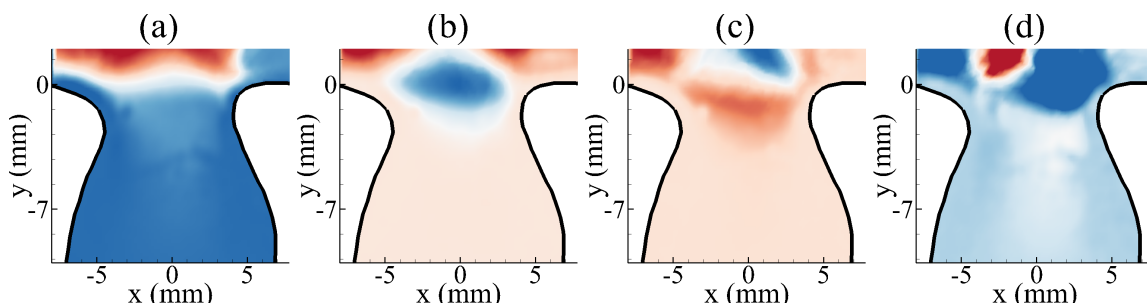 (a) (b) (c) (d)
0 0 0 0
y (mm) y (mm) y (mm) y (mm)
-7 -7 -7 -7
-5 0 5 -5 0 5 -5 0 5 -5 0 5
x (mm) x (mm) x (mm) x (mm)